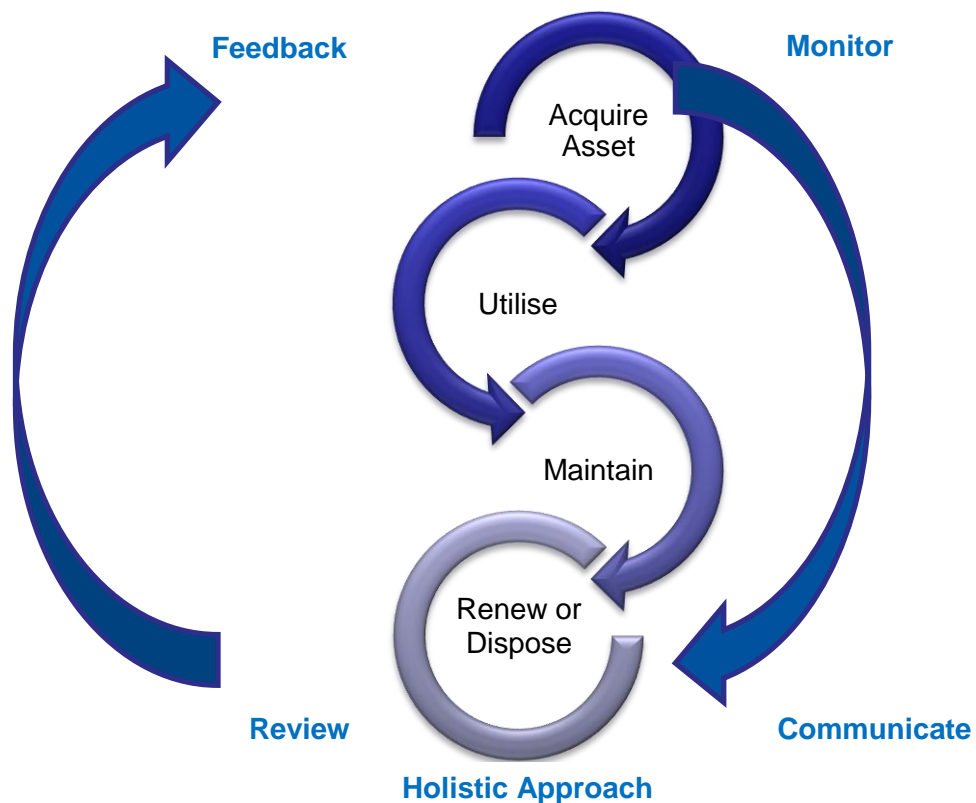 Feedback
Monitor
Acquire
Asset
Utilise
Maintain
Renew or
Dispose
Review
Communicate
Holistic Approach